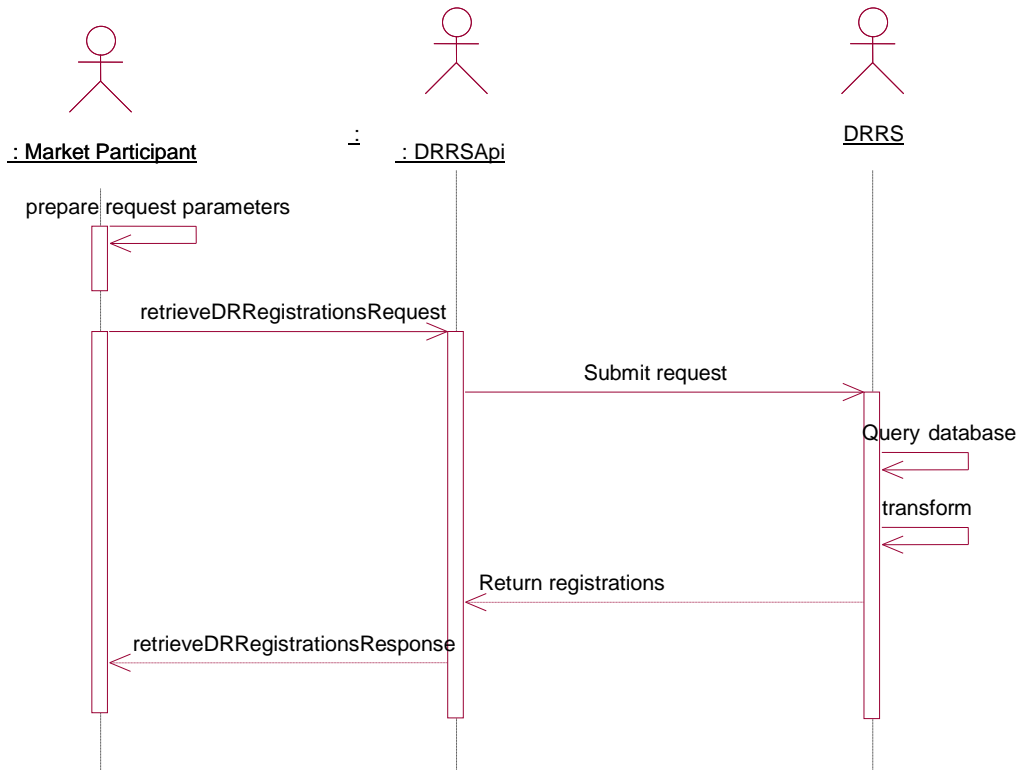 : Market Participant
:
: DRRSApi
DRRS
prepare request parameters
retrieveDRRegistrationsRequest
Submit request
Query database
transform
Return registrations
retrieveDRRegistrationsResponse